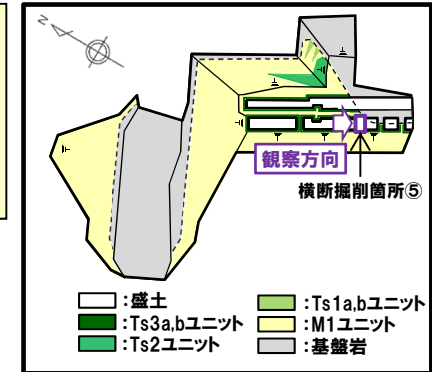 N
観察方向
横断掘削箇所⑤
:盛土
:Ts3a,bユニット
:Ts2ユニット
:Ts1a,bユニット
:M1ユニット
:基盤岩